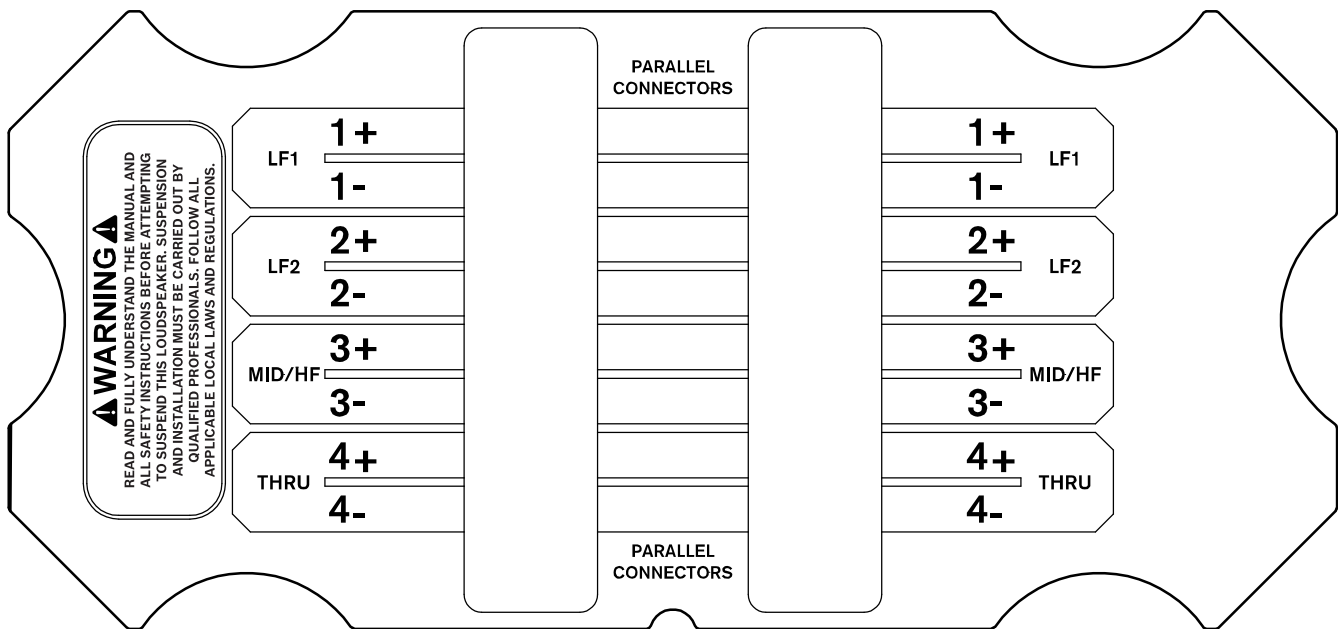 ⚠WARNING⚠
READ AND FULLY UNDERSTAND THE MANUAL AND
ALL SAFETY INSTRUCTIONS BEFORE ATTEMPTING
TO SUSPEND THIS LOUDSPEAKER. SUSPENSION
AND INSTALLATION MUST BE CARRIED OUT BY
QUALIFIED PROFESSIONALS. FOLLOW ALL
APPLICABLE LOCAL LAWS AND REGULATIONS.
PARALLEL
CONNECTORS
1+
LF1
1-
2+
LF2
2-
3+
MID/HF
3-
4+
THRU
4-
1+
LF1
1-
2+
LF2
2-
3+
MID/HF
3-
4+
THRU
4-
PARALLEL
CONNECTORS